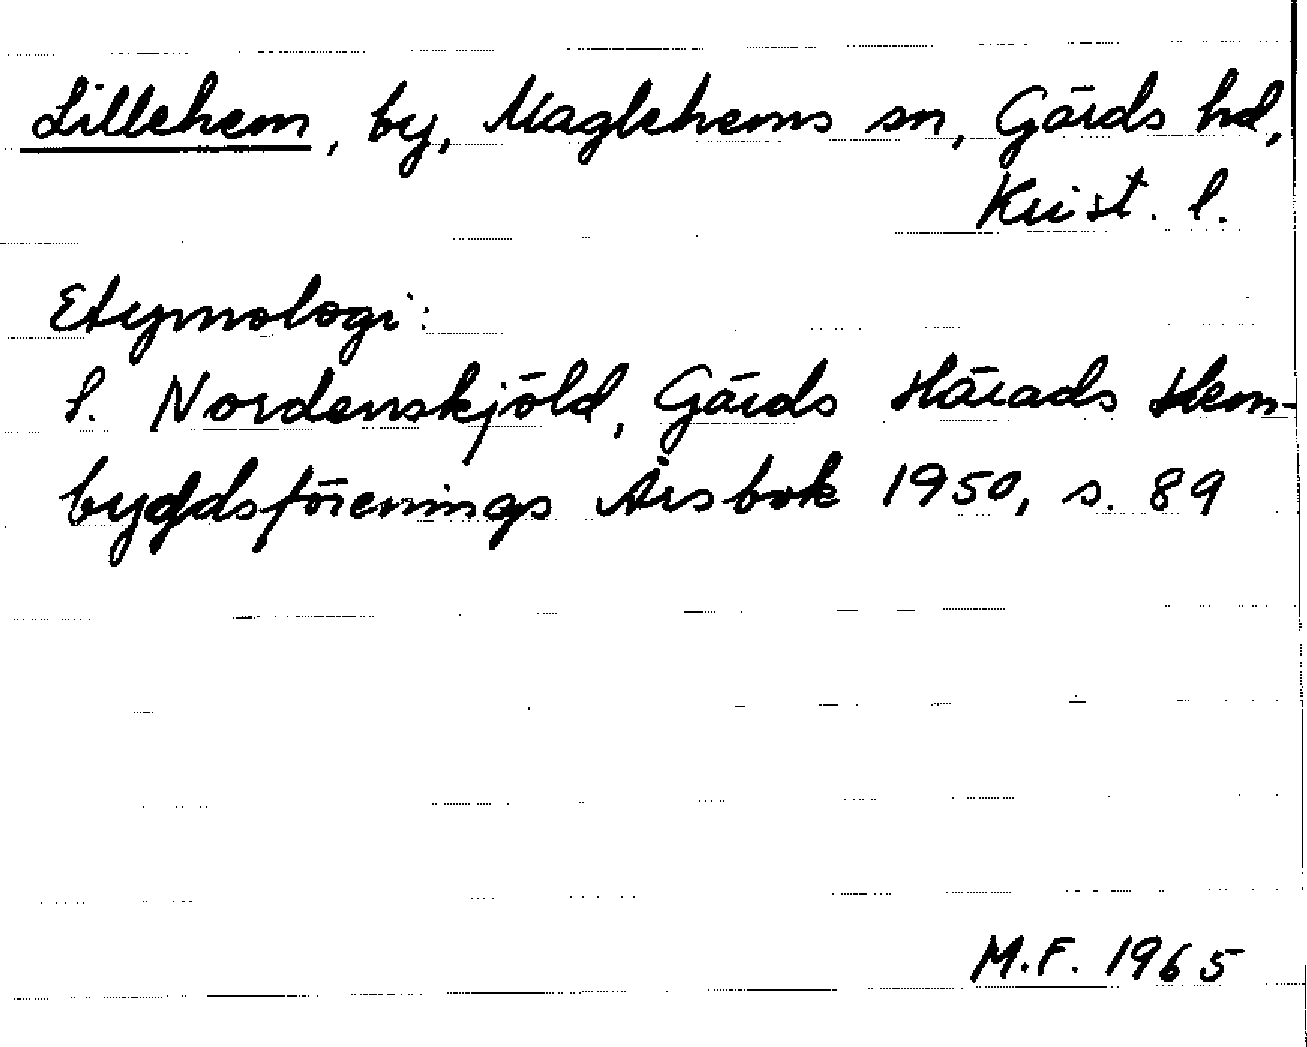 Lillehem, by, Maglehems sn, Gärds hd,
Krist. l.
Etymologi:
S. Nordenskjöld, Gärds Härads Hem-
bygdsförenings Årsbok 1950, s. 89
M.F. 1965